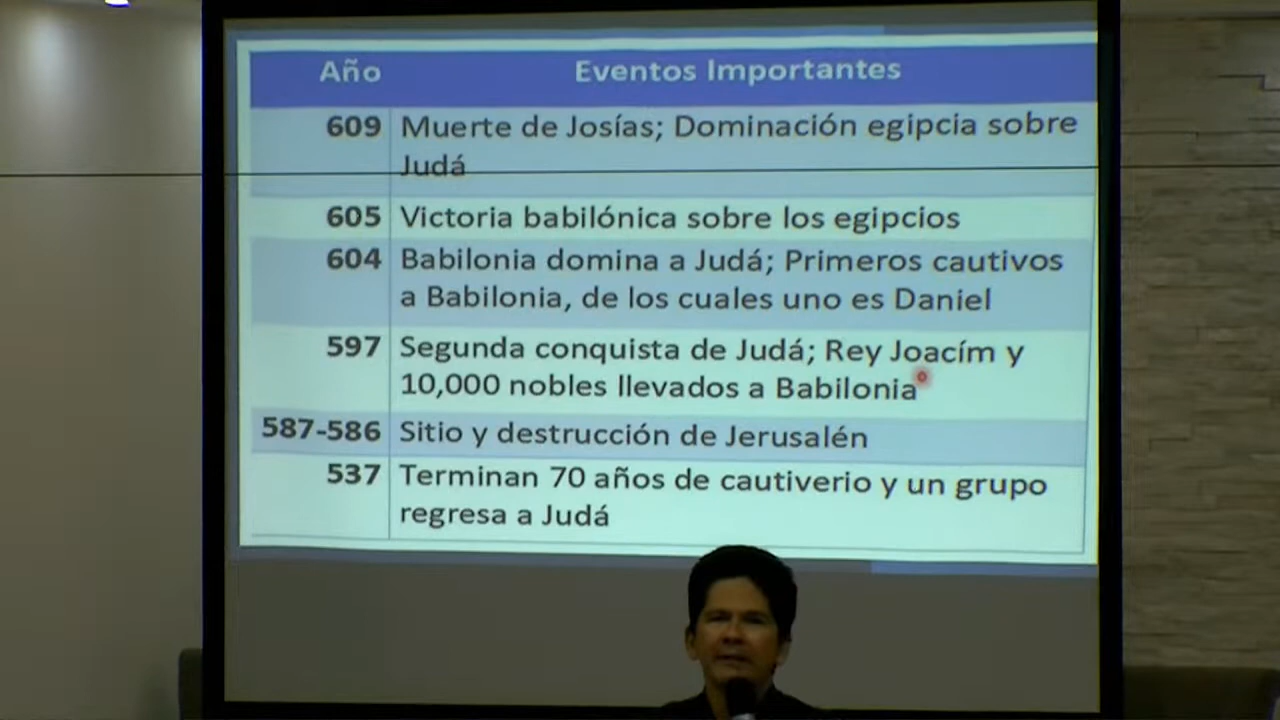 Año Eventos Importantes
609 Muerte de Josías; Dominación egipcia sobre
Judá
605 Victoria babilónica sobre los egipcios
604 Babilonia domina a Judá; Primeros cautivos
a Babilonia, de los cuales uno es Daniel
597 Segunda conquista de Judá; Rey Joacím y
10,000 nobles llevados a Babilonia
587-586 Sitio y destrucción de Jerusalén
537 Terminan 70 años de cautiverio y un grupo
regresa a Judá